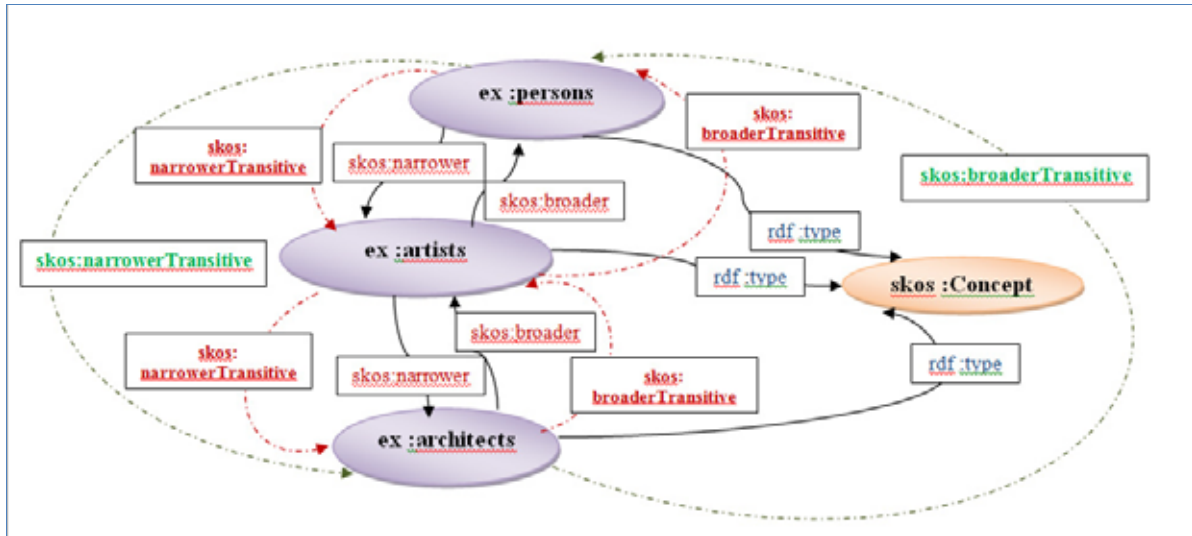 ex :persons
skos:
narrowerTransitive
skos:
broaderTransitive
skos:narrower
skos:broader
skos:broaderTransitive
rdf :type
ex :artists
skos:narrowerTransitive
rdf :type
skos :Concept
skos:broader
skos:
narrowerTransitive
skos:narrower
skos:
broaderTransitive
rdf :type
ex :architects